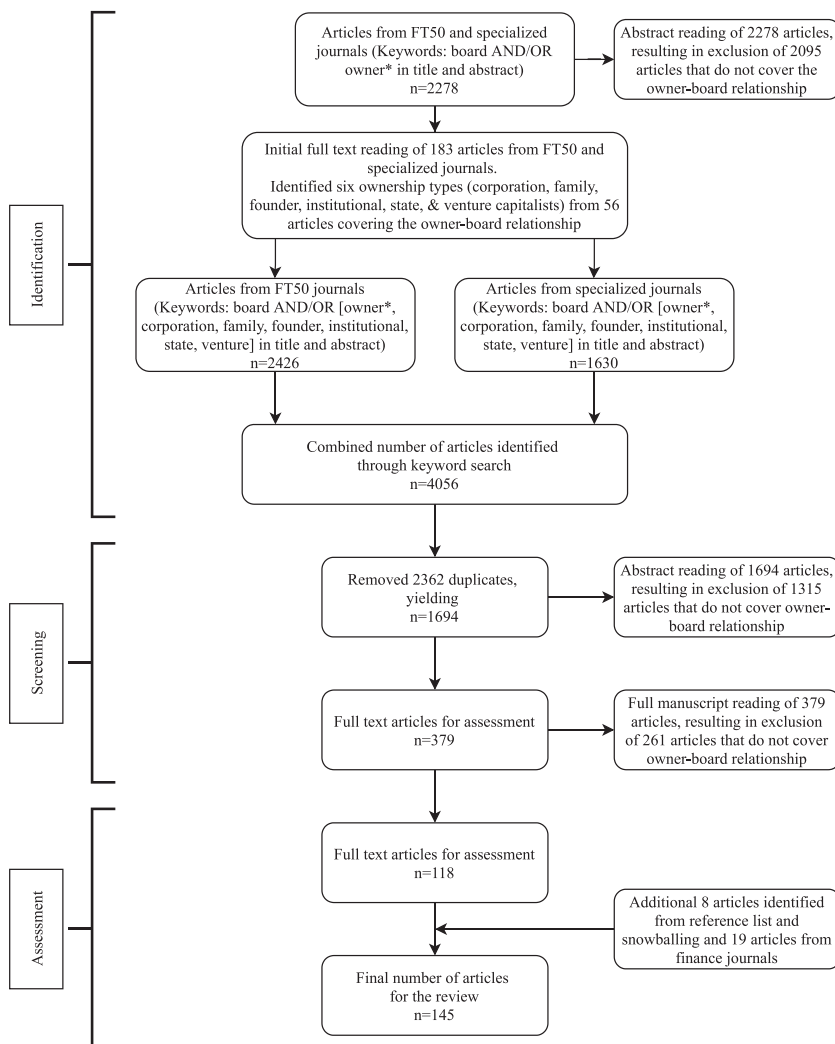 Articles from FT50 and specialized
journals (Keywords: board AND/OR
owner* in title and abstract)
n=2278
Abstract reading of 2278 articles,
resulting in exclusion of 2095
articles that do not cover the
owner-board relationship
Initial full text reading of 183 articles from FT50 and
specialized journals.
Identified six ownership types (corporation, family,
founder, institutional, state, & venture capitalists) from 56
articles covering the owner-board relationship
Identification
Articles from FT50 journals
(Keywords: board AND/OR [owner*,
corporation, family, founder, institutional,
state, venture] in title and abstract)
n=2426
Articles from specialized journals
(Keywords: board AND/OR [owner*,
corporation, family, founder, institutional,
state, venture] in title and abstract)
n=1630
Combined number of articles identified
through keyword search
n=4056
Screening
Removed 2362 duplicates,
yielding
n=1694
Abstract reading of 1694 articles,
resulting in exclusion of 1315
articles that do not cover owner-
board relationship
Full text articles for assessment
n=379
Full manuscript reading of 379
articles, resulting in exclusion
of 261 articles that do not cover
owner-board relationship
Assessment
Full text articles for assessment
n=118
Additional 8 articles identified
from reference list and
snowballing and 19 articles from
finance journals
Final number of articles
for the review
n=145